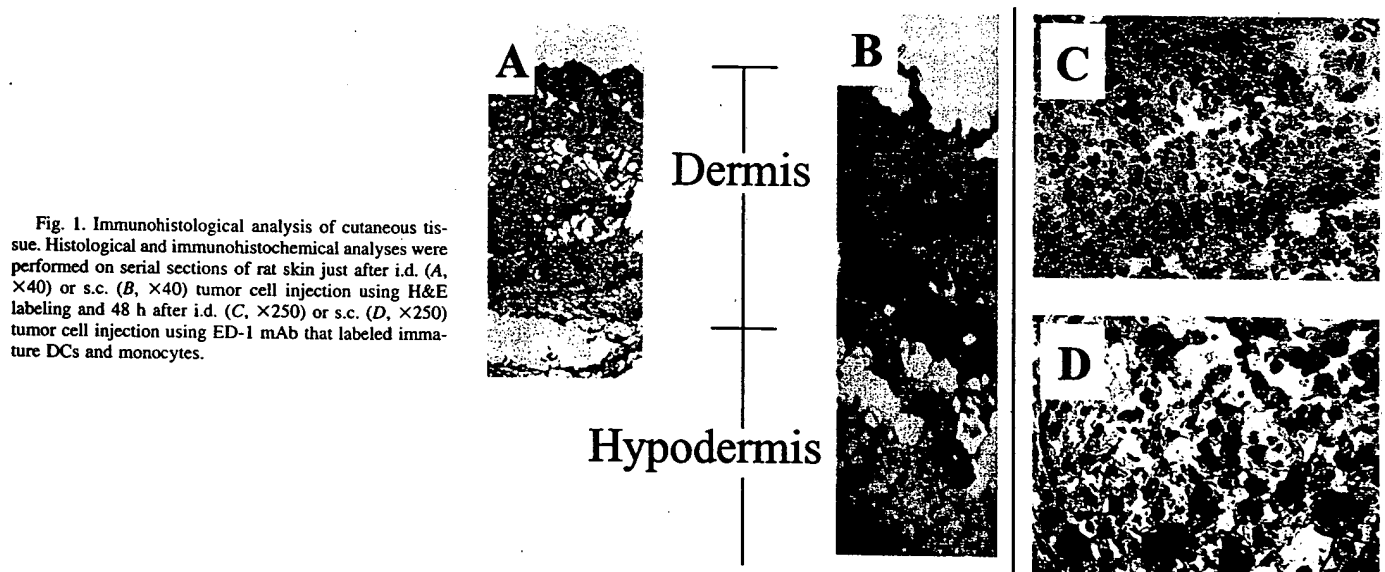 Fig. 1. Immunohistological analysis of cutaneous tis-
sue. Histological and immunohistochemical analyses were
performed on serial sections of rat skin just after i.d. (A,
×40) or s.c. (B, ×40) tumor cell injection using H&E
labeling and 48 h after i.d. (C, ×250) or s.c. (D, ×250)
tumor cell injection using ED-1 mAb that labeled imma-
ture DCs and monocytes.
A
Dermis
Hypodermis
B
C
D